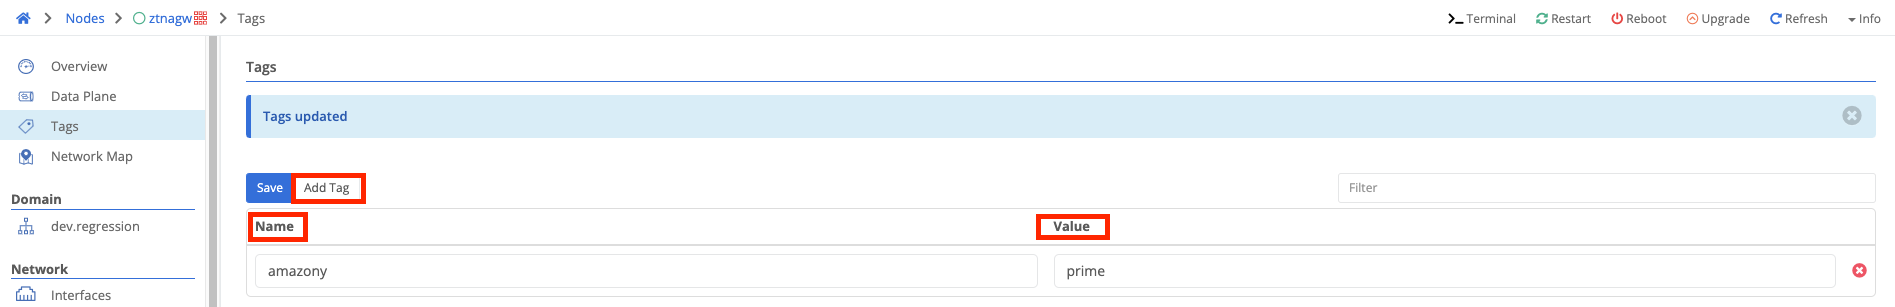 Nodes ztnagw Tags
Terminal Restart Reboot Upgrade Refresh Info
Overview
Data Plane
Tags
Network Map
Domain
dev.regression
Network
Interfaces
Tags
Tags updated
Save Add Tag Filter
Name Value
amazony prime